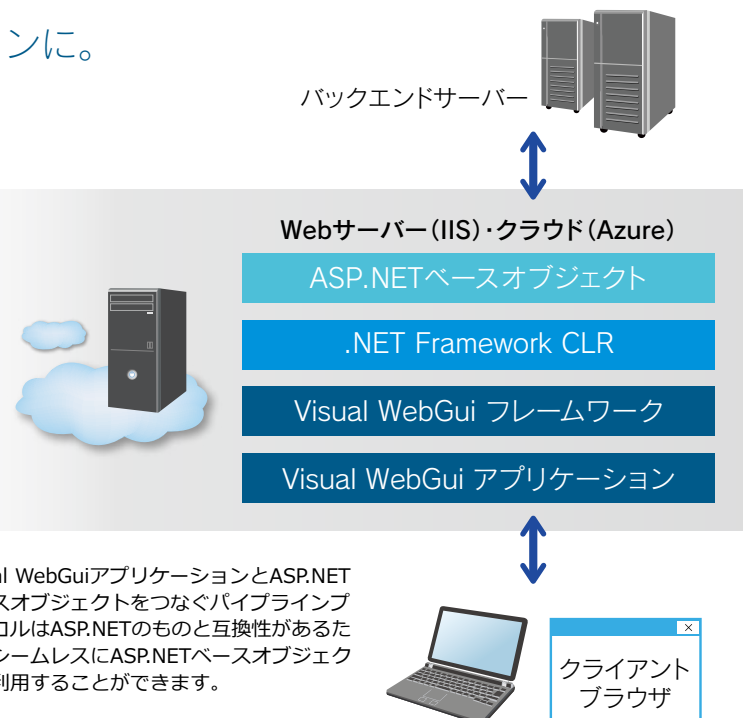 ンに。
バックエンドサーバー
Webサーバー(IIS)・クラウド(Azure)
ASP.NETベースオブジェクト
.NET Framework CLR
Visual WebGui フレームワーク
Visual WebGui アプリケーション
al WebGuiアプリケーションとASP.NET
スオブジェクトをつなぐパイプラインプ
コルはASP.NETのものと互換性があるた
シームレスにASP.NETベースオブジェク
利用することができます。
クライアント
ブラウザ